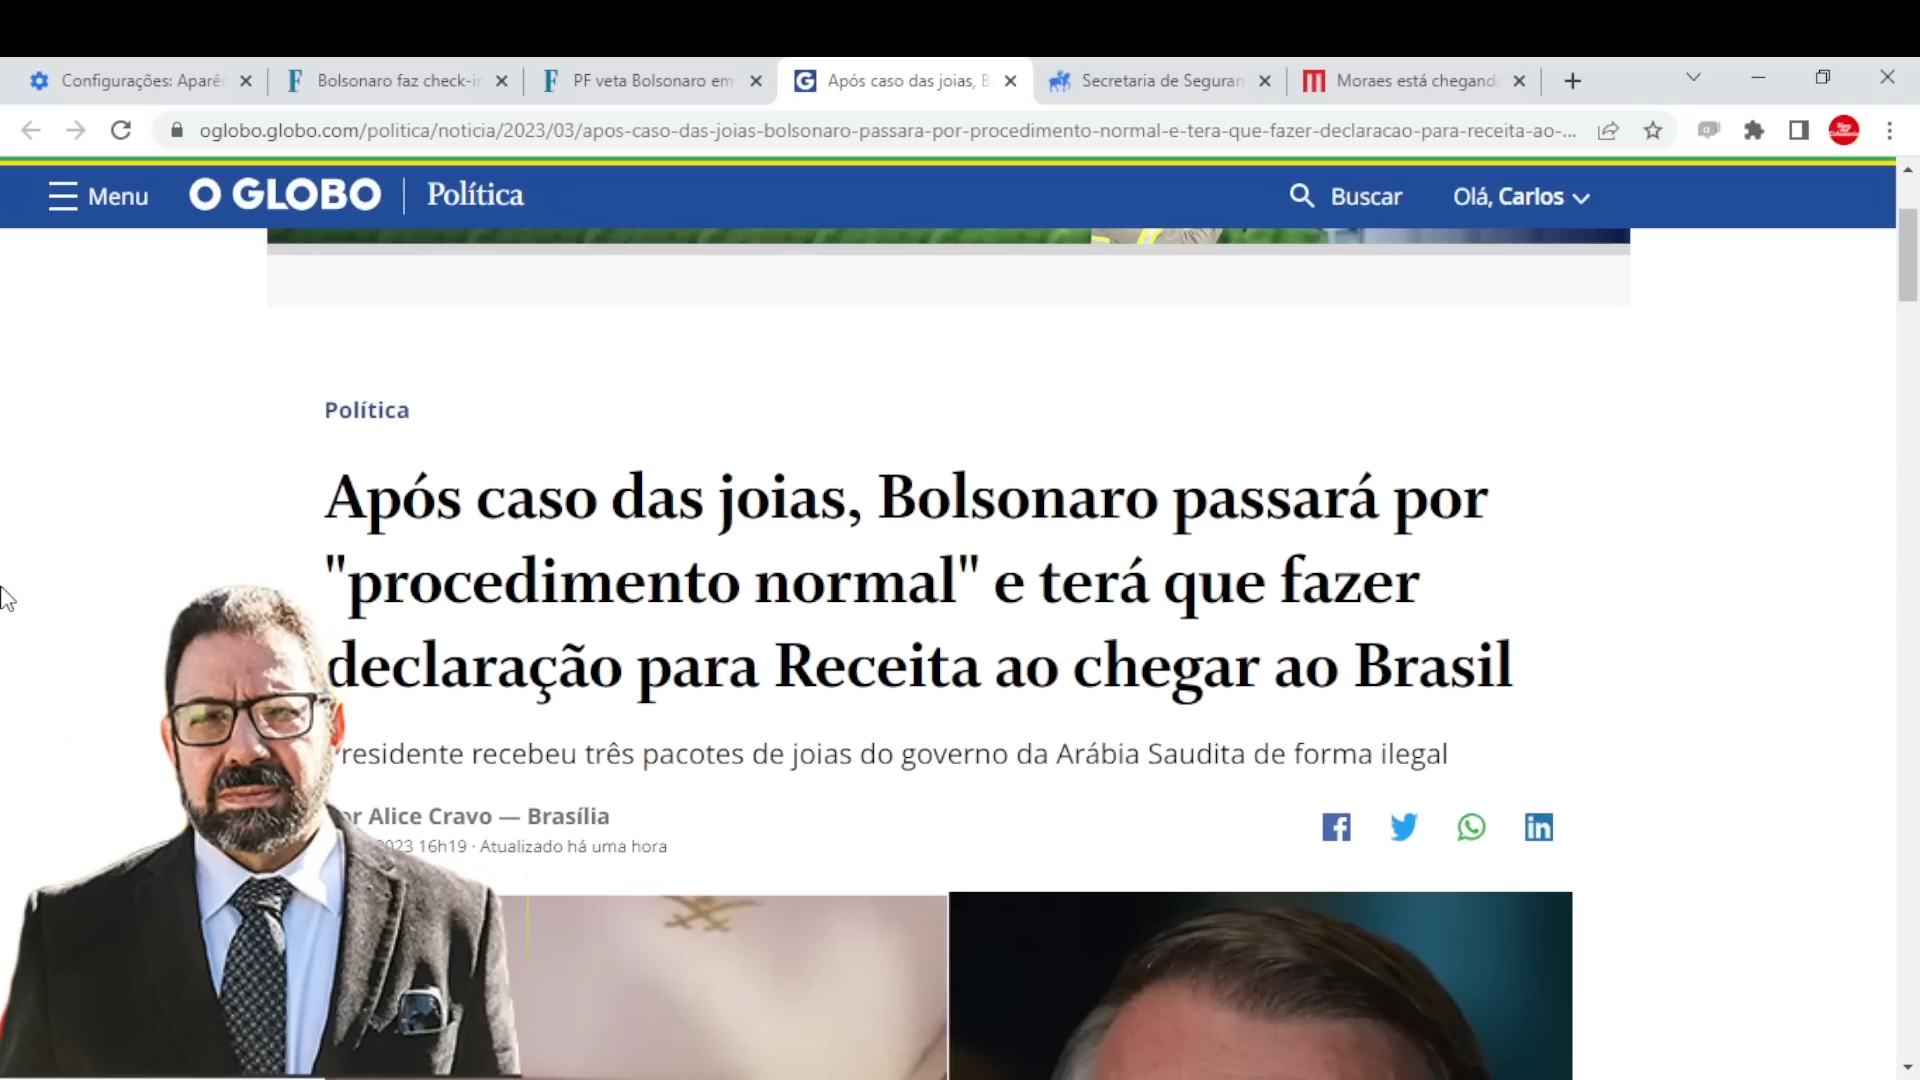 Configurações: Aparê
Bolsonaro faz check-i
PF veta Bolsonaro em
Após caso das joias, B
Secretaria de Seguran
Moraes está chegand
oglobo.globo.com/politica/noticia/2023/03/apos-caso-das-joias-bolsonaro-passara-por-procedimento-normal-e-tera-que-fazer-declaracao-para-receita-ao-...
Menu
O GLOBO
Política
Buscar
Olá, Carlos
Política
Após caso das joias, Bolsonaro passará por
"procedimento normal" e terá que fazer
declaração para Receita ao chegar ao Brasil
residente recebeu três pacotes de joias do governo da Arábia Saudita de forma ilegal
or Alice Cravo — Brasília
2023 16h19 · Atualizado há uma hora